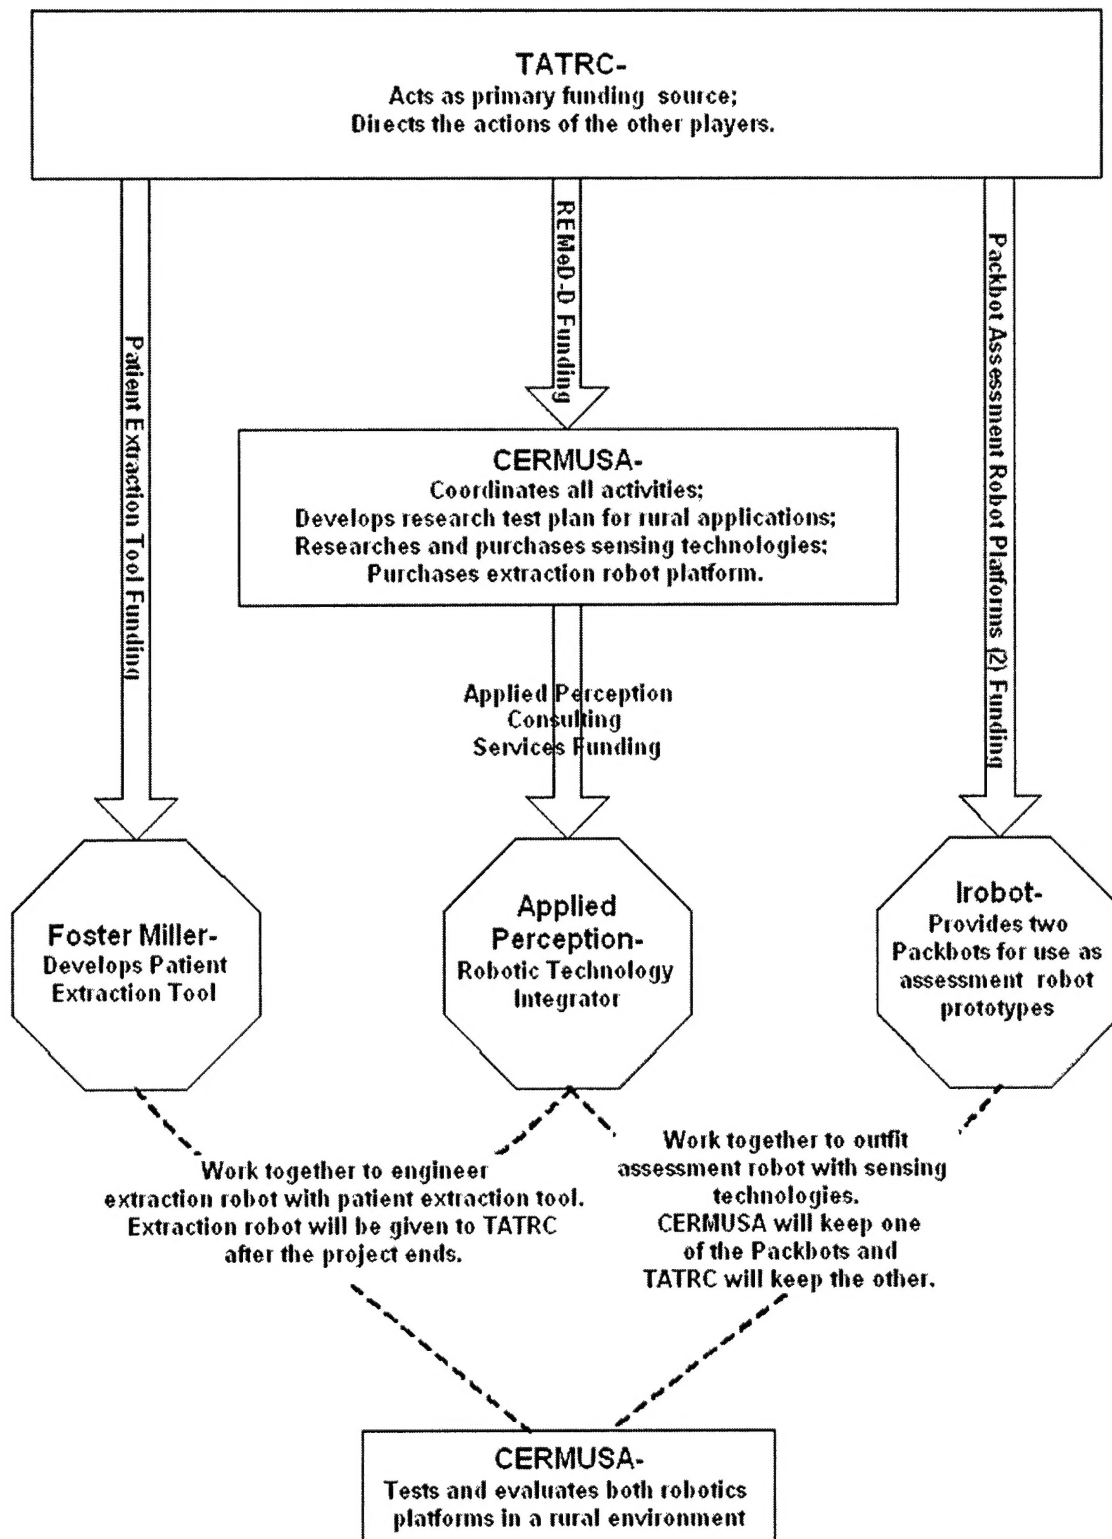 TATRC-
Acts as primary funding source;
Directs the actions of the other players.
Patient Extraction Tool Funding
REMeD-D Funding
Packbot Assessment Robot Platforms (2) Funding
CERMUSA-
Coordinates all activities;
Develops research test plan for rural applications;
Researches and purchases sensing technologies;
Purchases extraction robot platform.
Applied Perception
Consulting
Services Funding
Foster Miller-
Develops Patient
Extraction Tool
Applied
Perception-
Robotic Technology
Integrator
Irobot-
Provides two
Packbots for use as
assessment robot
prototypes
Work together to engineer
extraction robot with patient extraction tool.
Extraction robot will be given to TATRC
after the project ends.
Work together to outfit
assessment robot with sensing
technologies.
CERMUSA will keep one
of the Packbots and
TATRC will keep the other.
CERMUSA-
Tests and evaluates both robotics
platforms in a rural environment